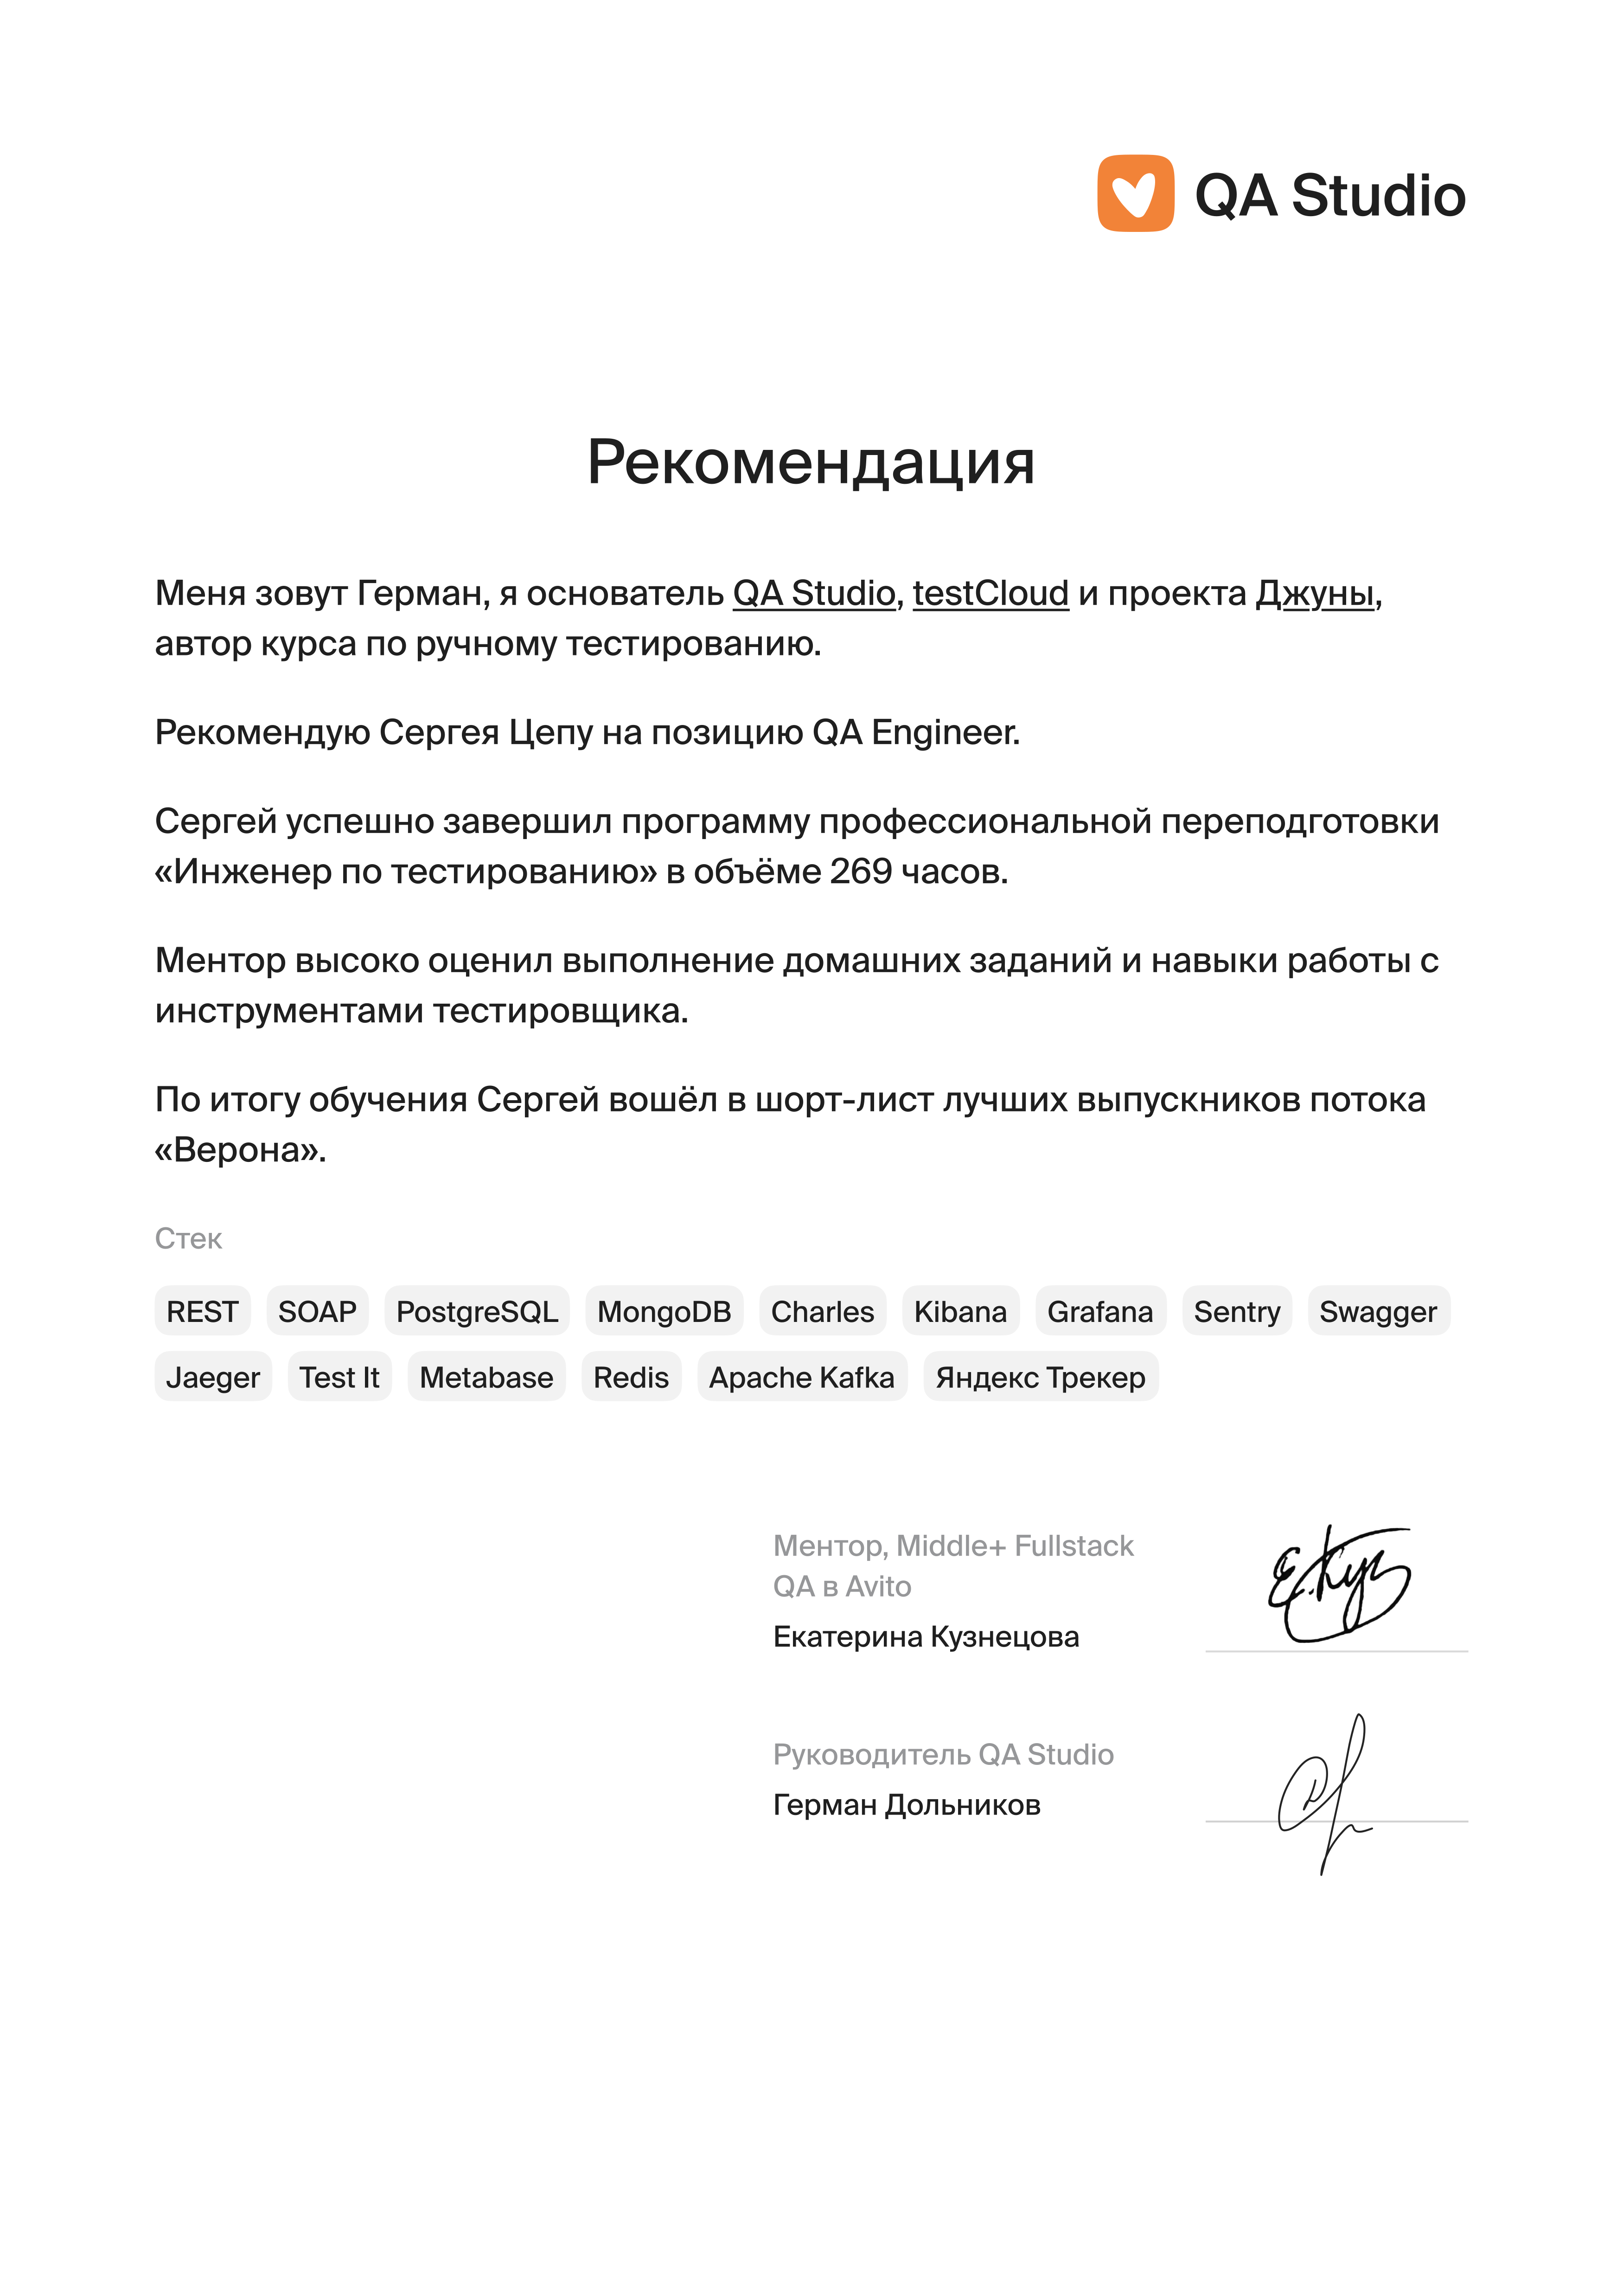 QA Studio
Рекомендация
Меня зовут Герман, я основатель QA Studio, testCloud и проекта Джуны,
автор курса по ручному тестированию.
Рекомендую Сергея Цепу на позицию QA Engineer.
Сергей успешно завершил программу профессиональной переподготовки
«Инженер по тестированию» в объёме 269 часов.
Ментор высоко оценил выполнение домашних заданий и навыки работы с
инструментами тестировщика.
По итогу обучения Сергей вошёл в шорт-лист лучших выпускников потока
«Верона».
Стек
REST SOAP PostgreSQL MongoDB Charles Kibana Grafana Sentry Swagger
Jaeger Test It Metabase Redis Apache Kafka Яндекс Трекер
Ментор, Middle+ Fullstack
QA в Avito
Екатерина Кузнецова
Е.Куз
Руководитель QA Studio
Герман Дольников